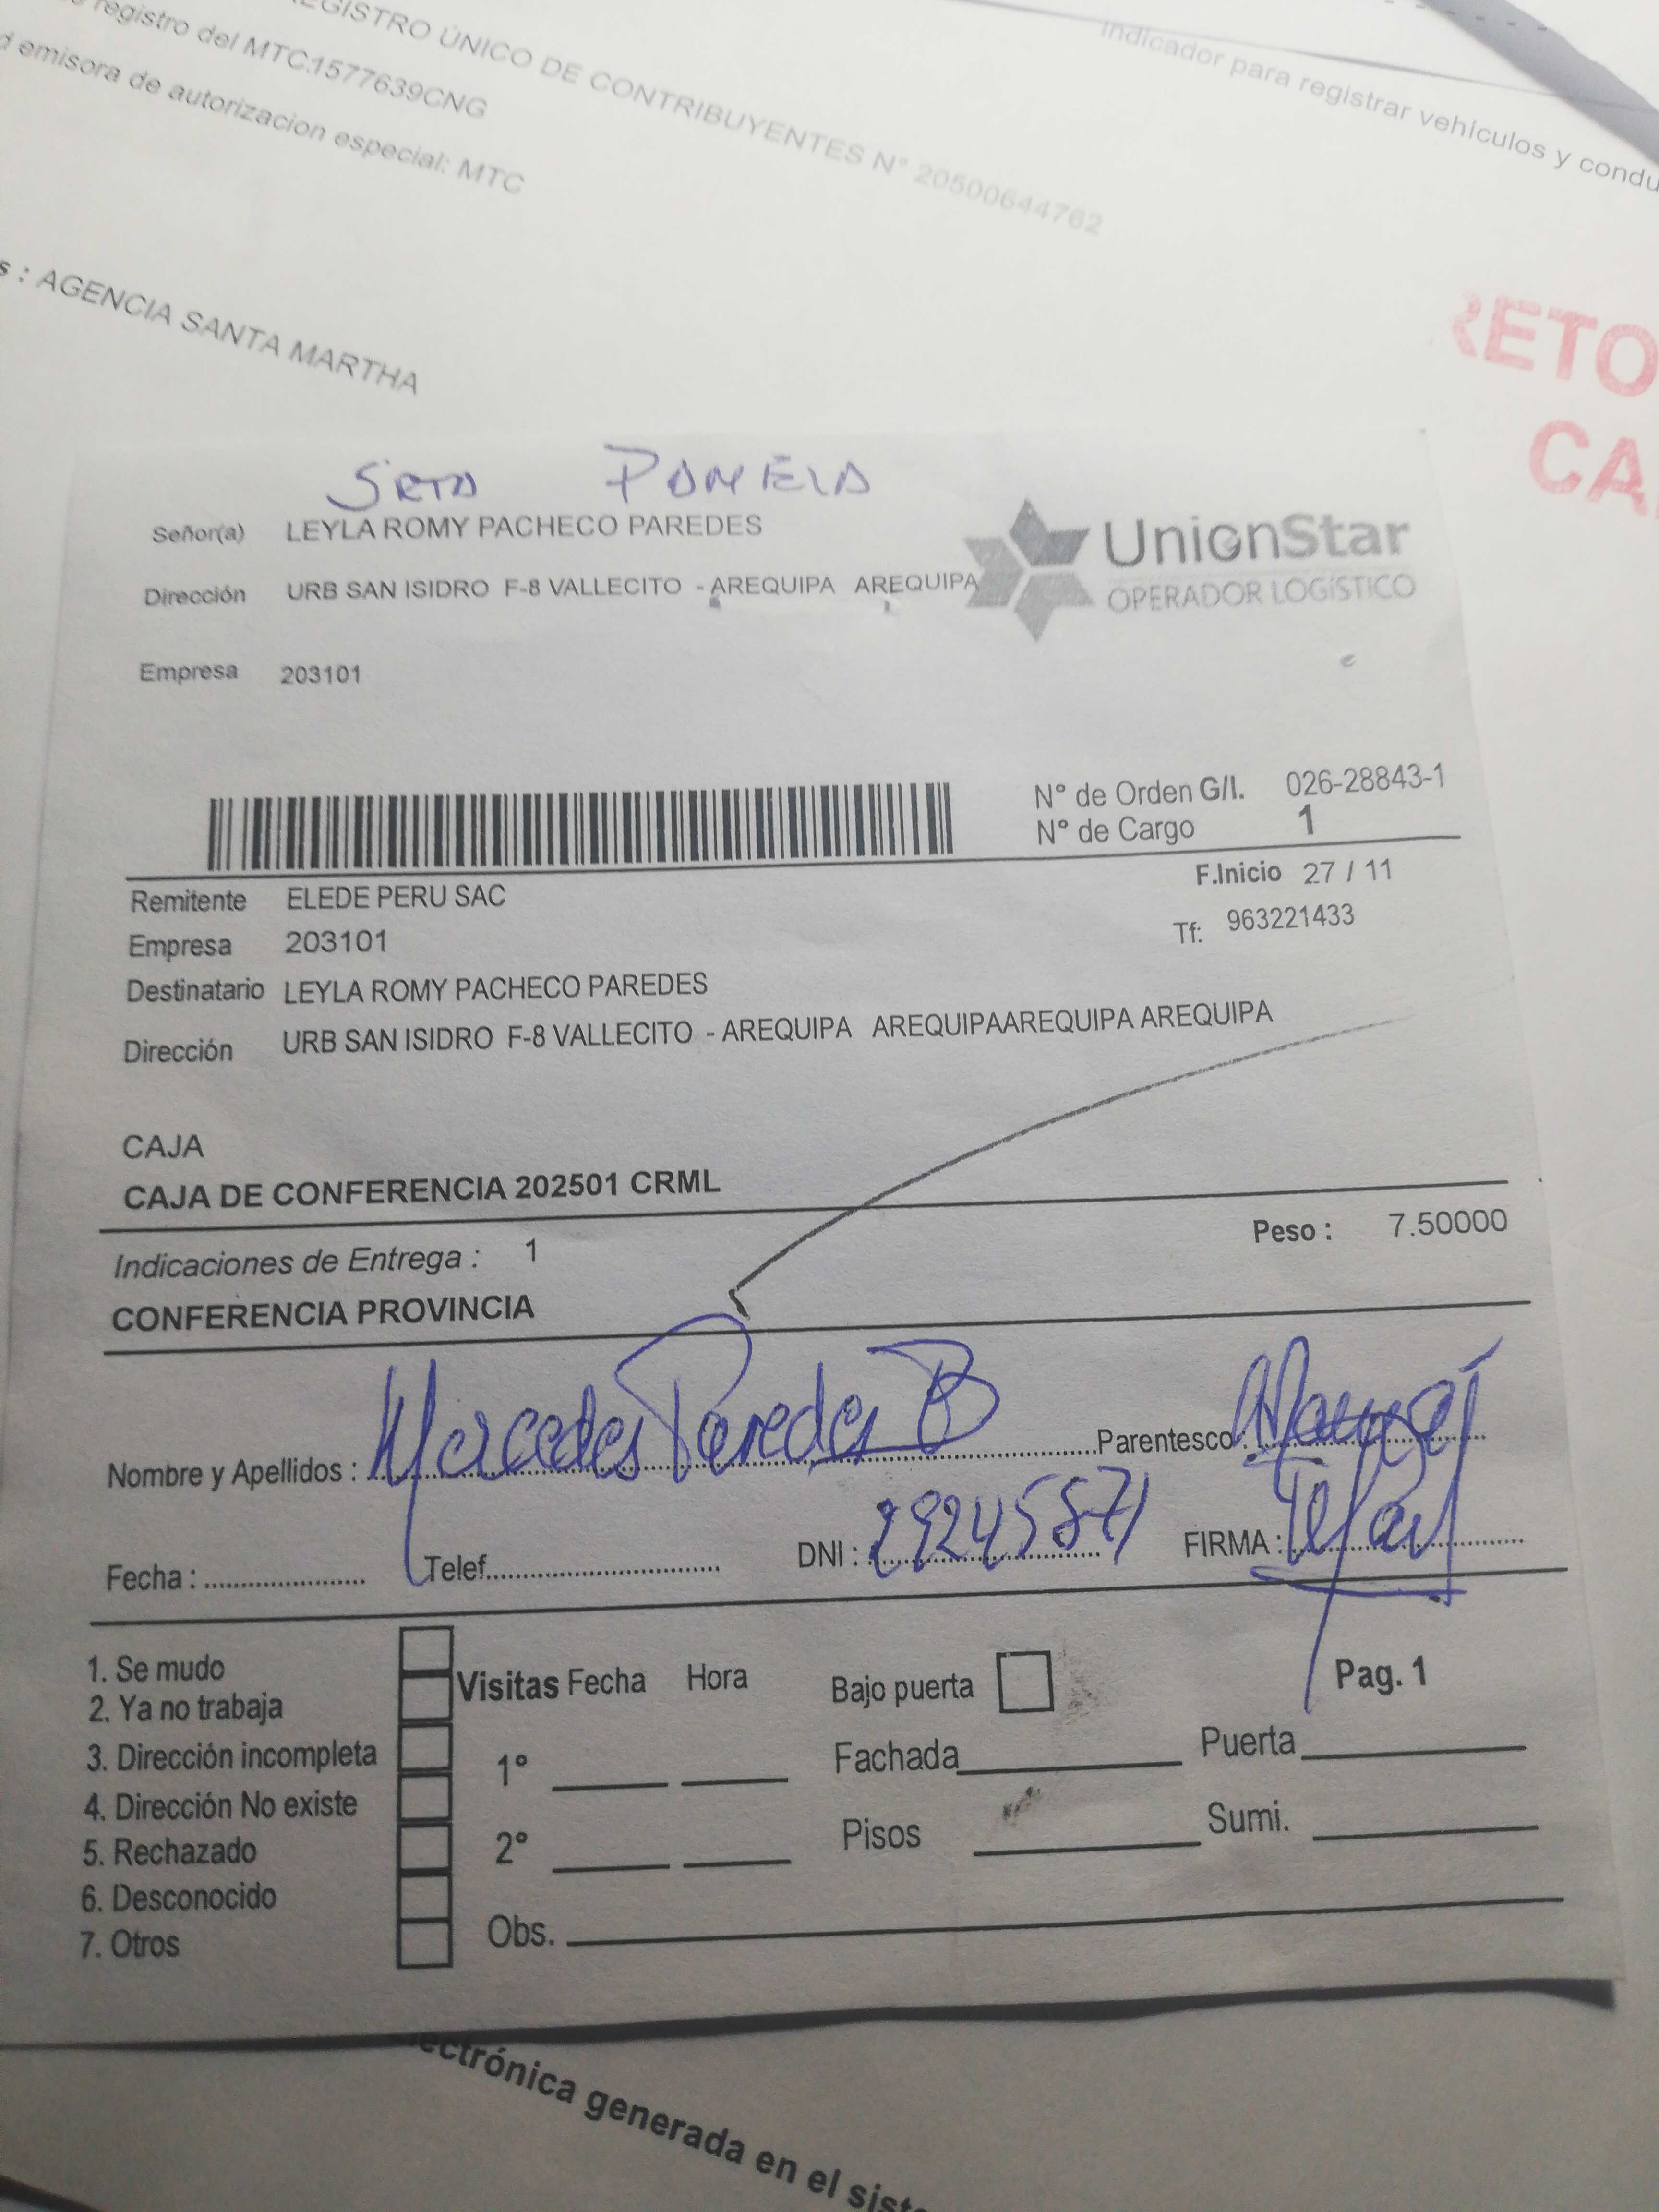 REGISTRO ÚNICO DE CONTRIBUYENTES N° 20500644762
registro del MTC:1577639CNG
emisora de autorizacion especial: MTC
Indicador para registrar vehículos y condu
s : AGENCIA SANTA MARTHA
RETO
CA
SRTA PAMELA
Señor(a) LEYLA ROMY PACHECO PAREDES
UnionStar
OPERADOR LOGÍSTICO
Dirección URB SAN ISIDRO F-8 VALLECITO - AREQUIPA AREQUIPA
Empresa 203101
N° de Orden G/I. 026-28843-1
N° de Cargo 1
F.Inicio 27 / 11
Remitente ELEDE PERU SAC
Tf: 963221433
Empresa 203101
Destinatario LEYLA ROMY PACHECO PAREDES
Dirección URB SAN ISIDRO F-8 VALLECITO - AREQUIPA AREQUIPAAREQUIPA AREQUIPA
CAJA
CAJA DE CONFERENCIA 202501 CRML
Indicaciones de Entrega : 1
Peso : 7.50000
CONFERENCIA PROVINCIA
Nombre y Apellidos : Mercedes Paredes B Parentesco :
Fecha : Telef. DNI : 29245871 FIRMA :
1. Se mudo
2. Ya no trabaja
3. Dirección incompleta
4. Dirección No existe
5. Rechazado
6. Desconocido
7. Otros
Visitas Fecha Hora
1°
2°
Obs.
Bajo puerta
Pag. 1
Fachada Puerta
Pisos Sumi.
ectrónica generada en el siste